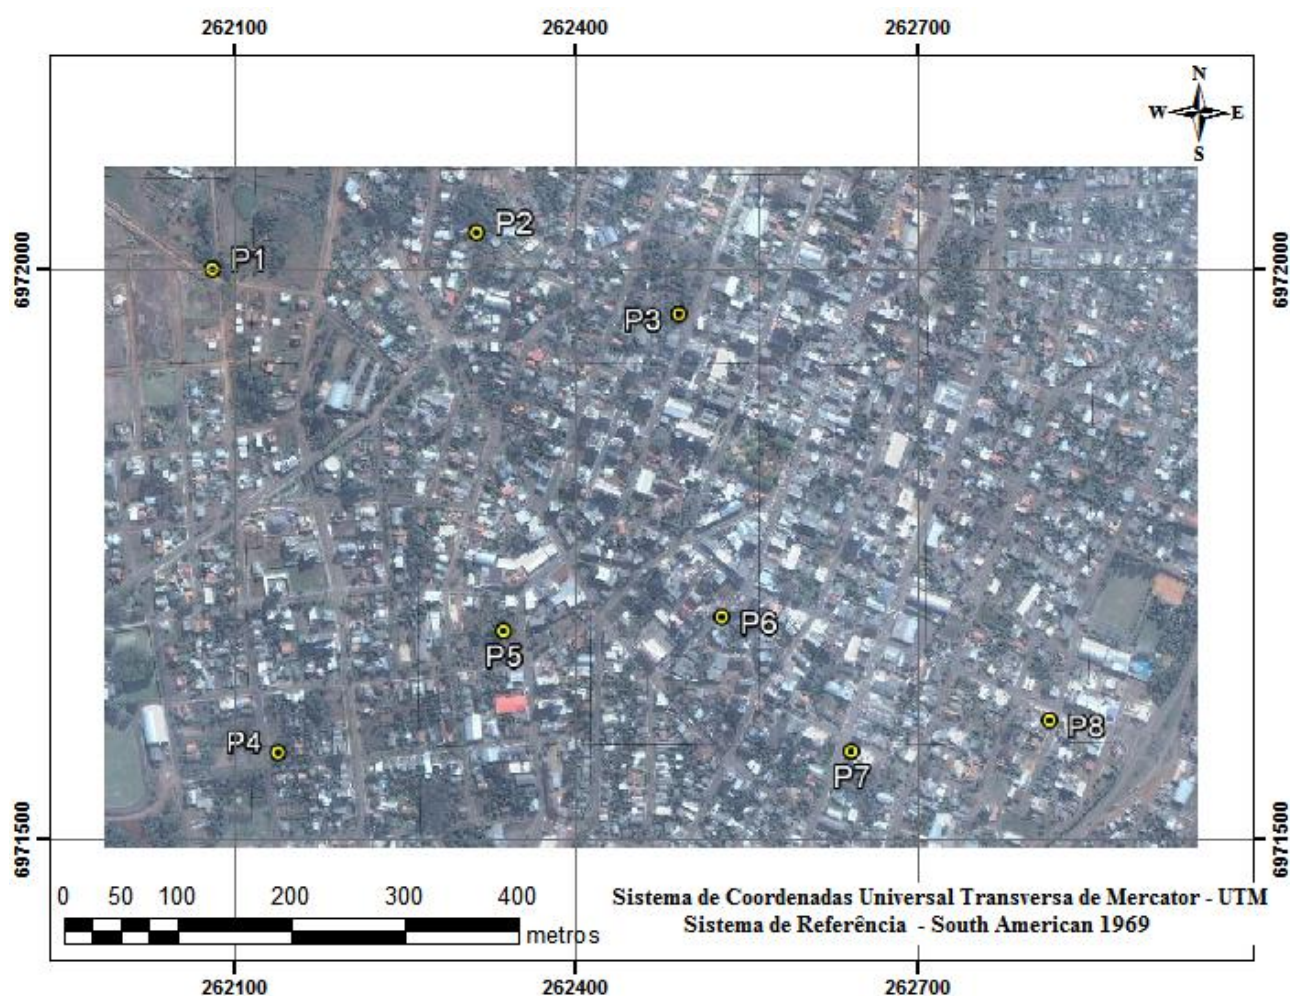 262100 262400 262700
N
W E
S
P2
P1
6972000 6972000
P3
P6
P5
P8
P4
P7
6971500 6971500
0 50 100 200 300 400
metros
Sistema de Coordenadas Universal Transversa de Mercator - UTM
Sistema de Referência - South American 1969
262100 262400 262700